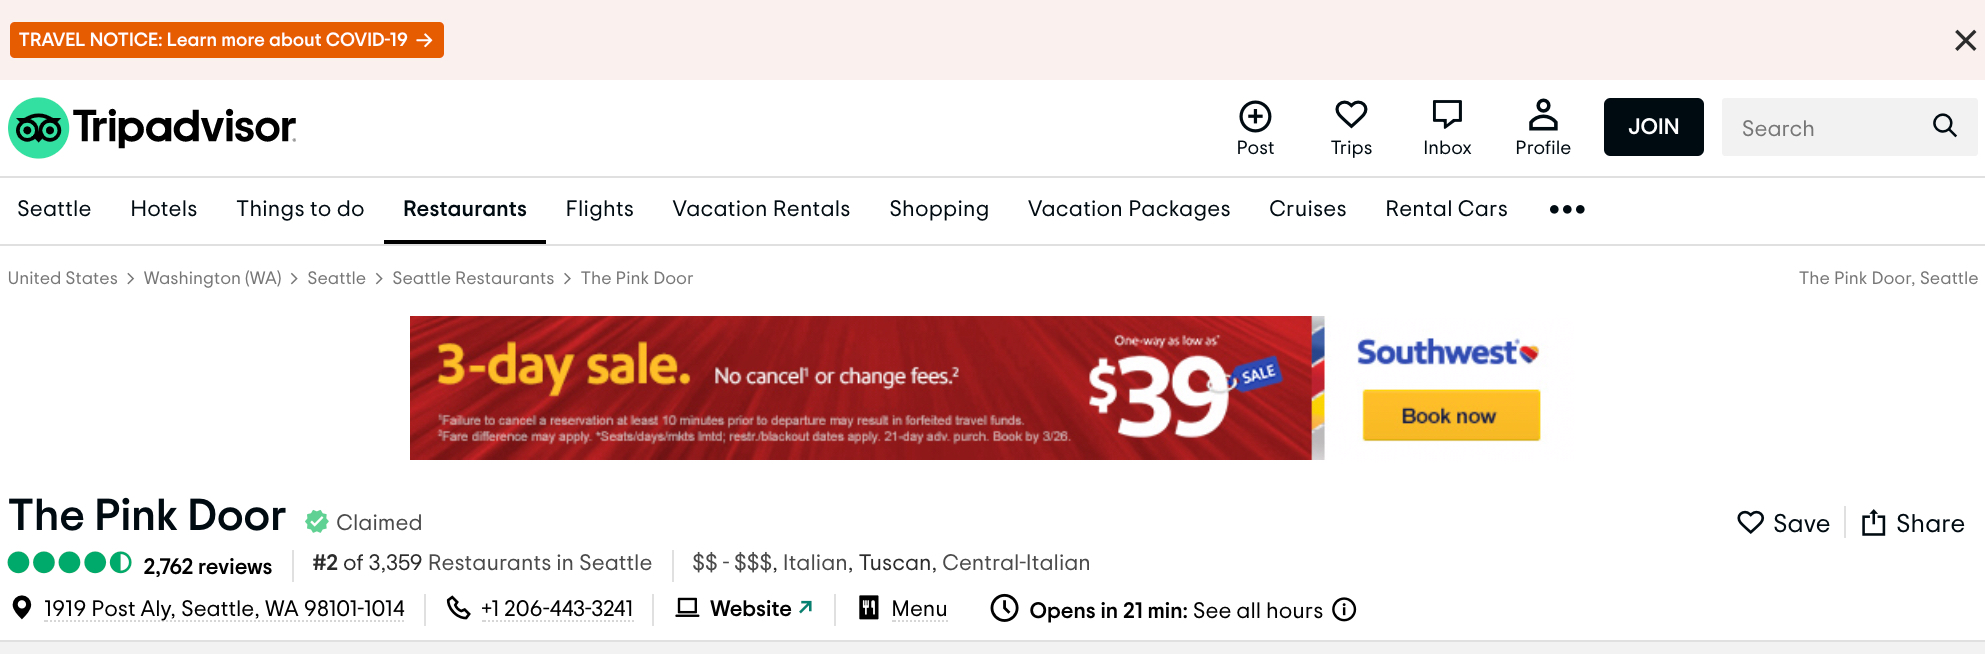 TRAVEL NOTICE: Learn more about COVID-19 →
Tripadvisor
Post
Trips
Inbox
Profile
JOIN
Search
Seattle Hotels Things to do Restaurants Flights Vacation Rentals Shopping Vacation Packages Cruises Rental Cars •••
United States > Washington (WA) > Seattle > Seattle Restaurants > The Pink Door
The Pink Door, Seattle
3-day sale. No cancel¹ or change fees.²
¹Failure to cancel a reservation at least 10 minutes prior to departure may result in forfeited travel funds.
²Fare difference may apply. *Seats/days/mkts lmtd; restr./blackout dates apply. 21-day adv. purch. Book by 3/26.
One-way as low as*
$39
SALE
Southwest
Book now
The Pink Door
Claimed
Save
Share
2,762 reviews
#2 of 3,359 Restaurants in Seattle
$$ - $$$, Italian, Tuscan, Central-Italian
1919 Post Aly, Seattle, WA 98101-1014
+1 206-443-3241
Website
Menu
Opens in 21 min: See all hours